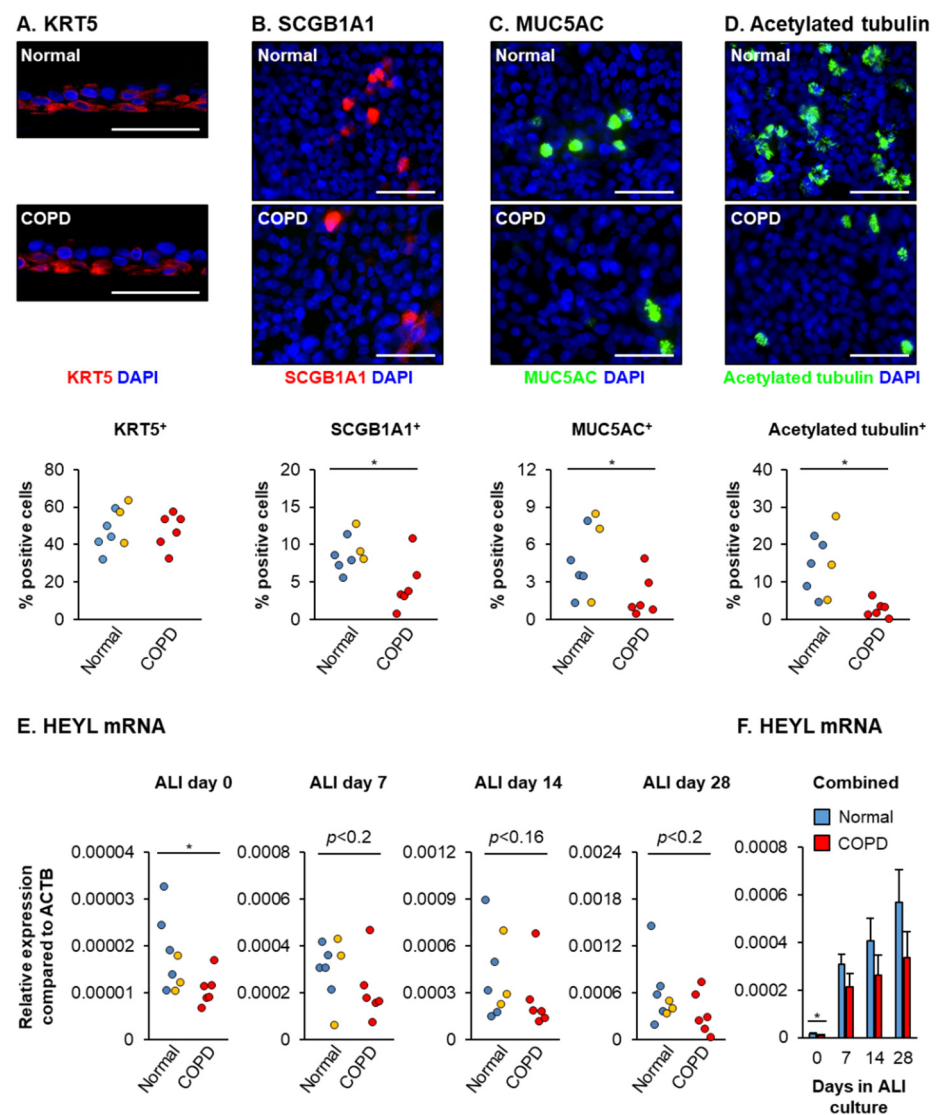 A. KRT5
B. SCGB1A1
C. MUC5AC
D. Acetylated tubulin
Normal
Normal
Normal
Normal
COPD
COPD
COPD
COPD
KRT5 DAPI
SCGB1A1 DAPI
MUC5AC DAPI
Acetylated tubulin DAPI
KRT5⁺
% positive cells
80
60
40
20
0
Normal
COPD
SCGB1A1⁺
% positive cells
20
15
10
5
0
*
Normal
COPD
MUC5AC⁺
% positive cells
12
9
6
3
0
*
Normal
COPD
Acetylated tubulin⁺
% positive cells
40
30
20
10
0
*
Normal
COPD
E. HEYL mRNA
Relative expression
compared to ACTB
ALI day 0
0.00004
0.00003
0.00002
0.00001
0
*
Normal
COPD
ALI day 7
0.0008
0.0006
0.0004
0.0002
0
p<0.2
Normal
COPD
ALI day 14
0.0012
0.0009
0.0006
0.0003
0
p<0.16
Normal
COPD
ALI day 28
0.0024
0.0018
0.0012
0.0006
0
p<0.2
Normal
COPD
F. HEYL mRNA
Combined
Normal
COPD
0.0008
0.0006
0.0004
0.0002
0
*
0 7 14 28
Days in ALI
culture